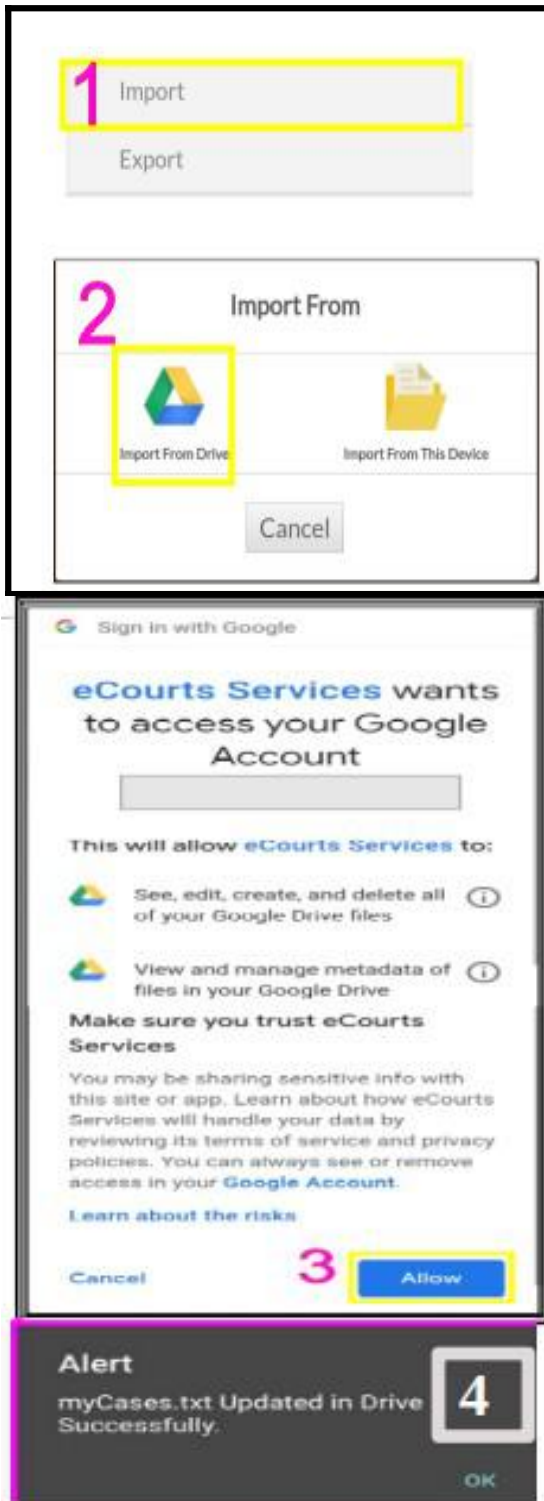 1
Import
Export
2
Import From
Import From Drive
Import From This Device
Cancel
G Sign in with Google
eCourts Services wants
to access your Google
Account
This will allow eCourts Services to:
See, edit, create, and delete all
of your Google Drive files
View and manage metadata of
files in your Google Drive
Make sure you trust eCourts
Services
You may be sharing sensitive info with
this site or app. Learn about how eCourts
Services will handle your data by
reviewing its terms of service and privacy
policies. You can always see or remove
access in your Google Account.
Learn about the risks
Cancel
3
Allow
Alert
myCases.txt Updated in Drive
Successfully.
4
OK